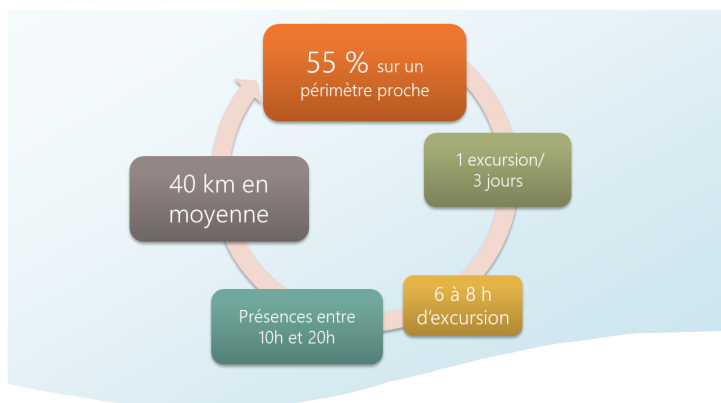 55 % sur un
périmètre proche
1 excursion/
3 jours
6 à 8 h
d'excursion
Présences entre
10h et 20h
40 km en
moyenne